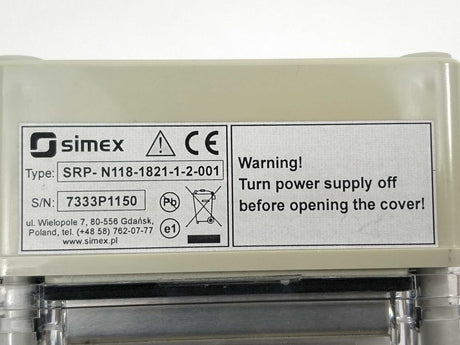 simex CE
Type: SRP- N118-1821-1-2-001
S/N: 7333P1150
Pb
e1
ul. Wielopole 7, 80-556 Gdańsk,
Poland, tel. (+48 58) 762-07-77
www.simex.pl
Warning!
Turn power supply off
before opening the cover!